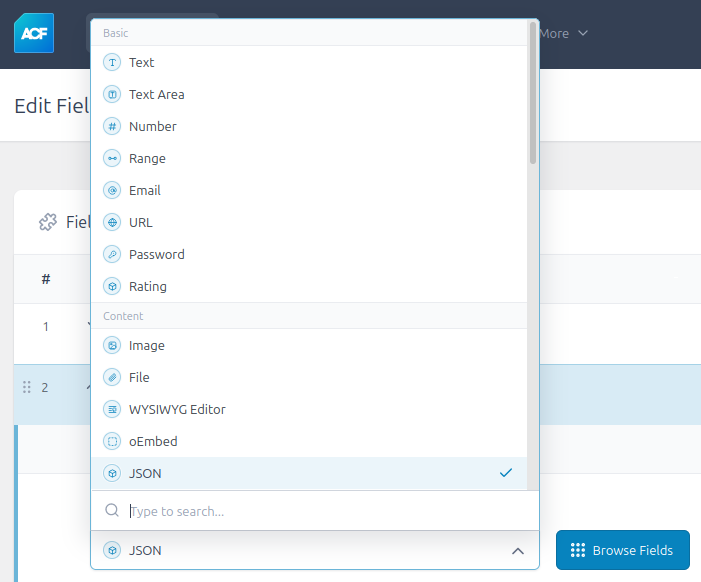 ACF
More
Edit Fiel
Fiel
#
1
2
Basic
Text
Text Area
Number
Range
Email
URL
Password
Rating
Content
Image
File
WYSIWYG Editor
oEmbed
JSON
Type to search...
JSON
Browse Fields